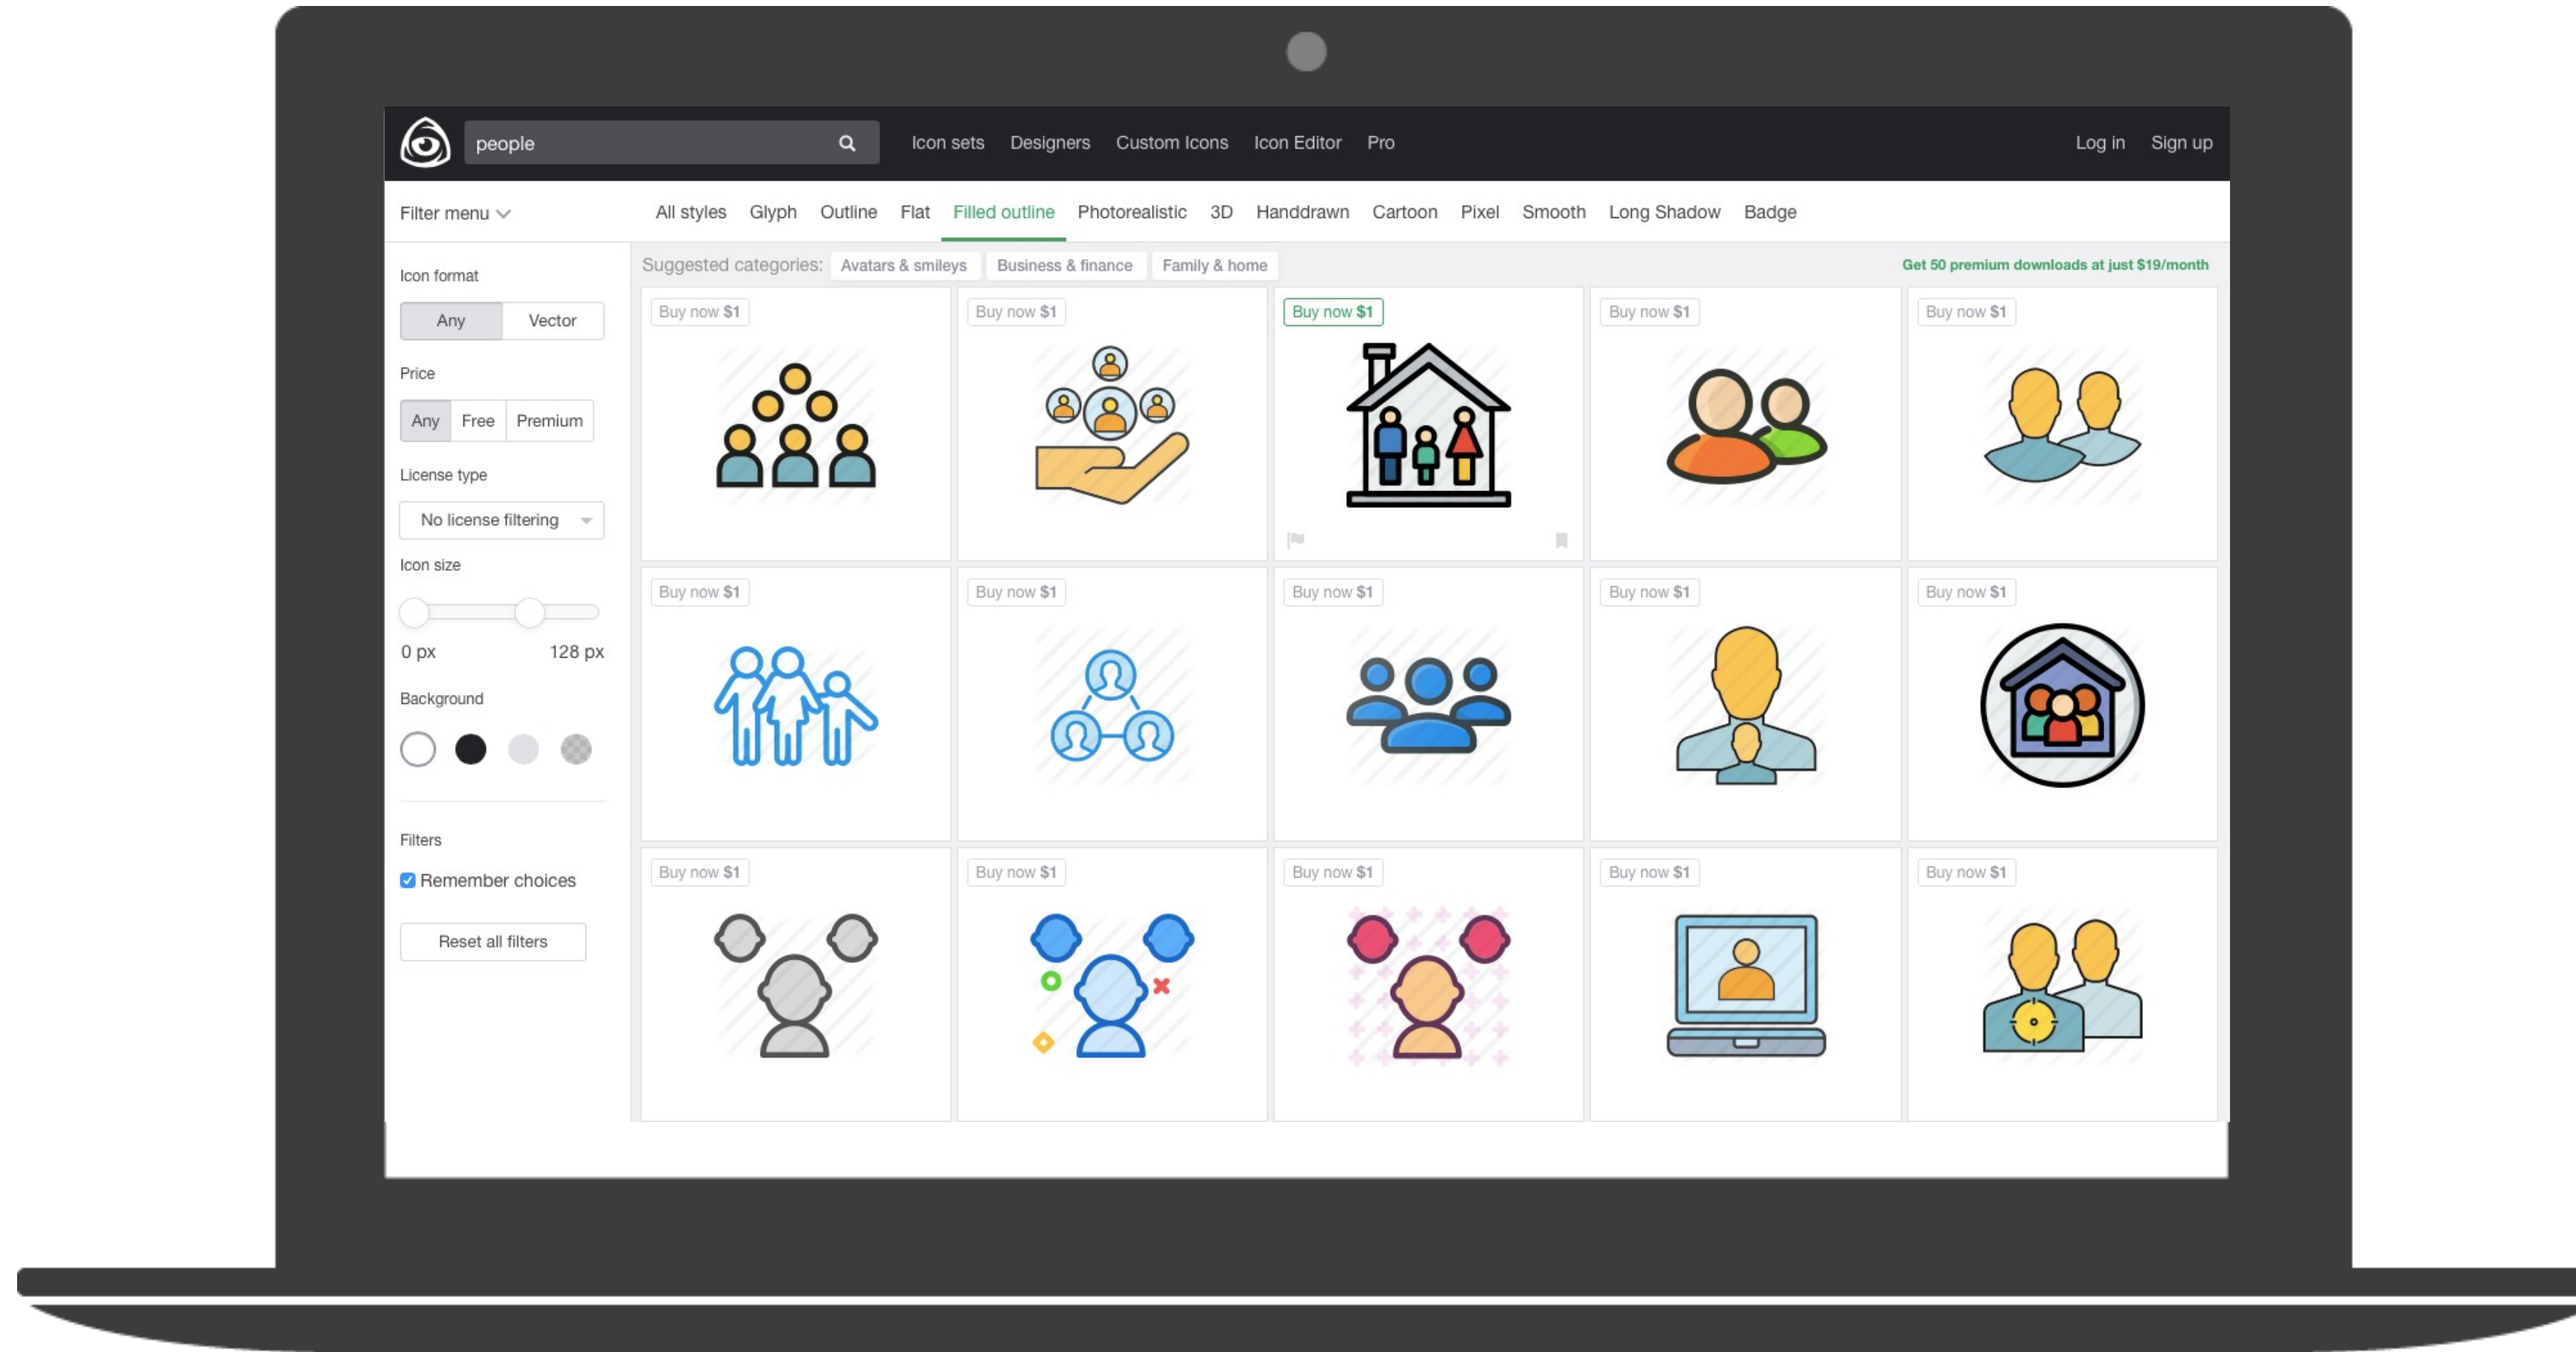 people
Icon sets Designers Custom Icons Icon Editor Pro
Log in Sign up
Filter menu
All styles Glyph Outline Flat Filled outline Photorealistic 3D Handdrawn Cartoon Pixel Smooth Long Shadow Badge
Icon format
Any Vector
Price
Any Free Premium
License type
No license filtering
Icon size
0 px 128 px
Background
Filters
Remember choices
Reset all filters
Suggested categories: Avatars & smileys Business & finance Family & home
Get 50 premium downloads at just $19/month
Buy now $1 Buy now $1 Buy now $1 Buy now $1 Buy now $1
Buy now $1 Buy now $1 Buy now $1 Buy now $1 Buy now $1
Buy now $1 Buy now $1 Buy now $1 Buy now $1 Buy now $1